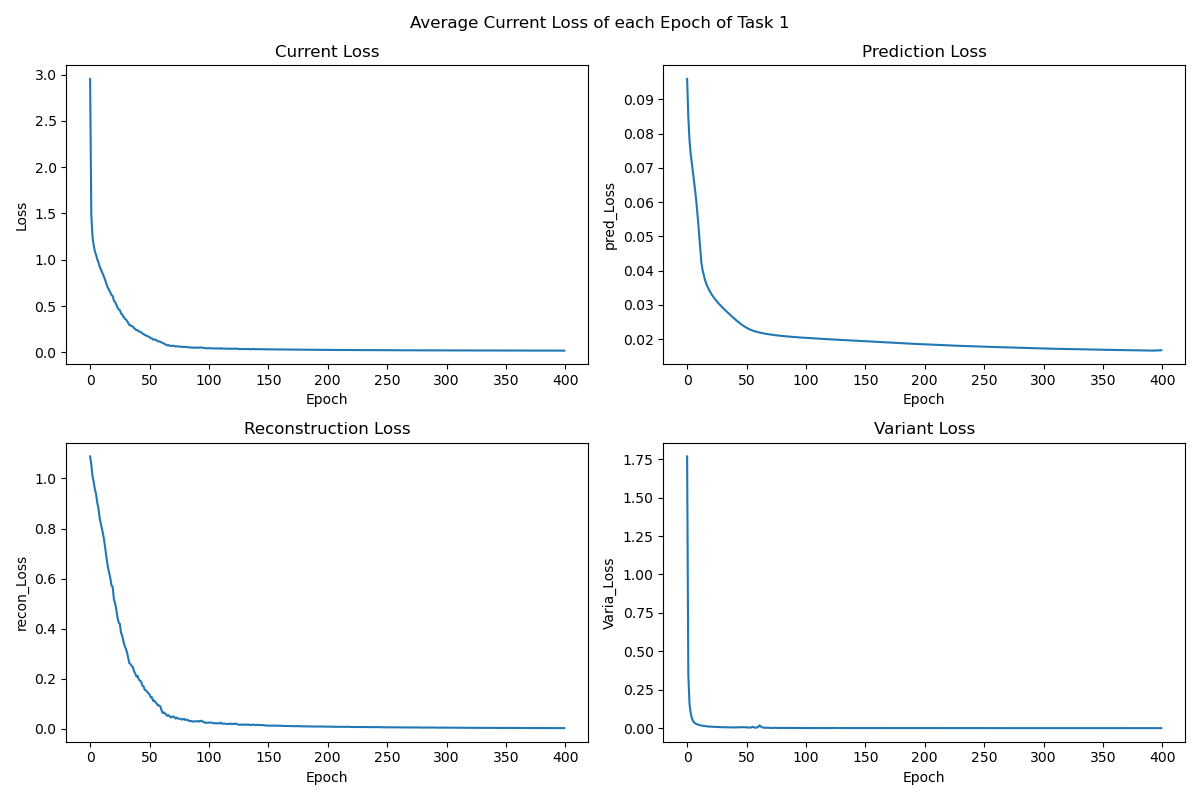 Average Current Loss of each Epoch of Task 1
Current Loss
3.0
2.5
2.0
1.5
1.0
0.5
0.0
Loss
0 50 100 150 200 250 300 350 400
Epoch
Prediction Loss
0.09
0.08
0.07
0.06
0.05
0.04
0.03
0.02
pred_Loss
0 50 100 150 200 250 300 350 400
Epoch
Reconstruction Loss
1.0
0.8
0.6
0.4
0.2
0.0
recon_Loss
0 50 100 150 200 250 300 350 400
Epoch
Variant Loss
1.75
1.50
1.25
1.00
0.75
0.50
0.25
0.00
Varia_Loss
0 50 100 150 200 250 300 350 400
Epoch